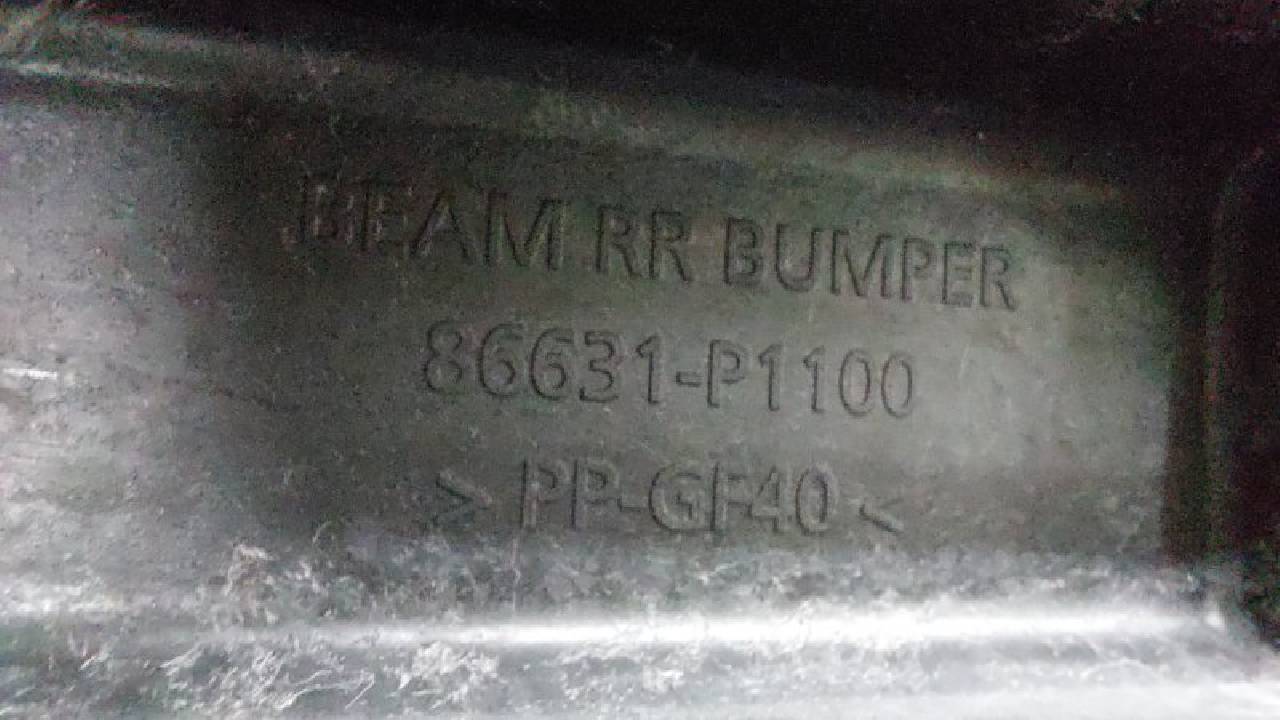 BEAM RR BUMPER
86631-P1100
> PP-GF40 <